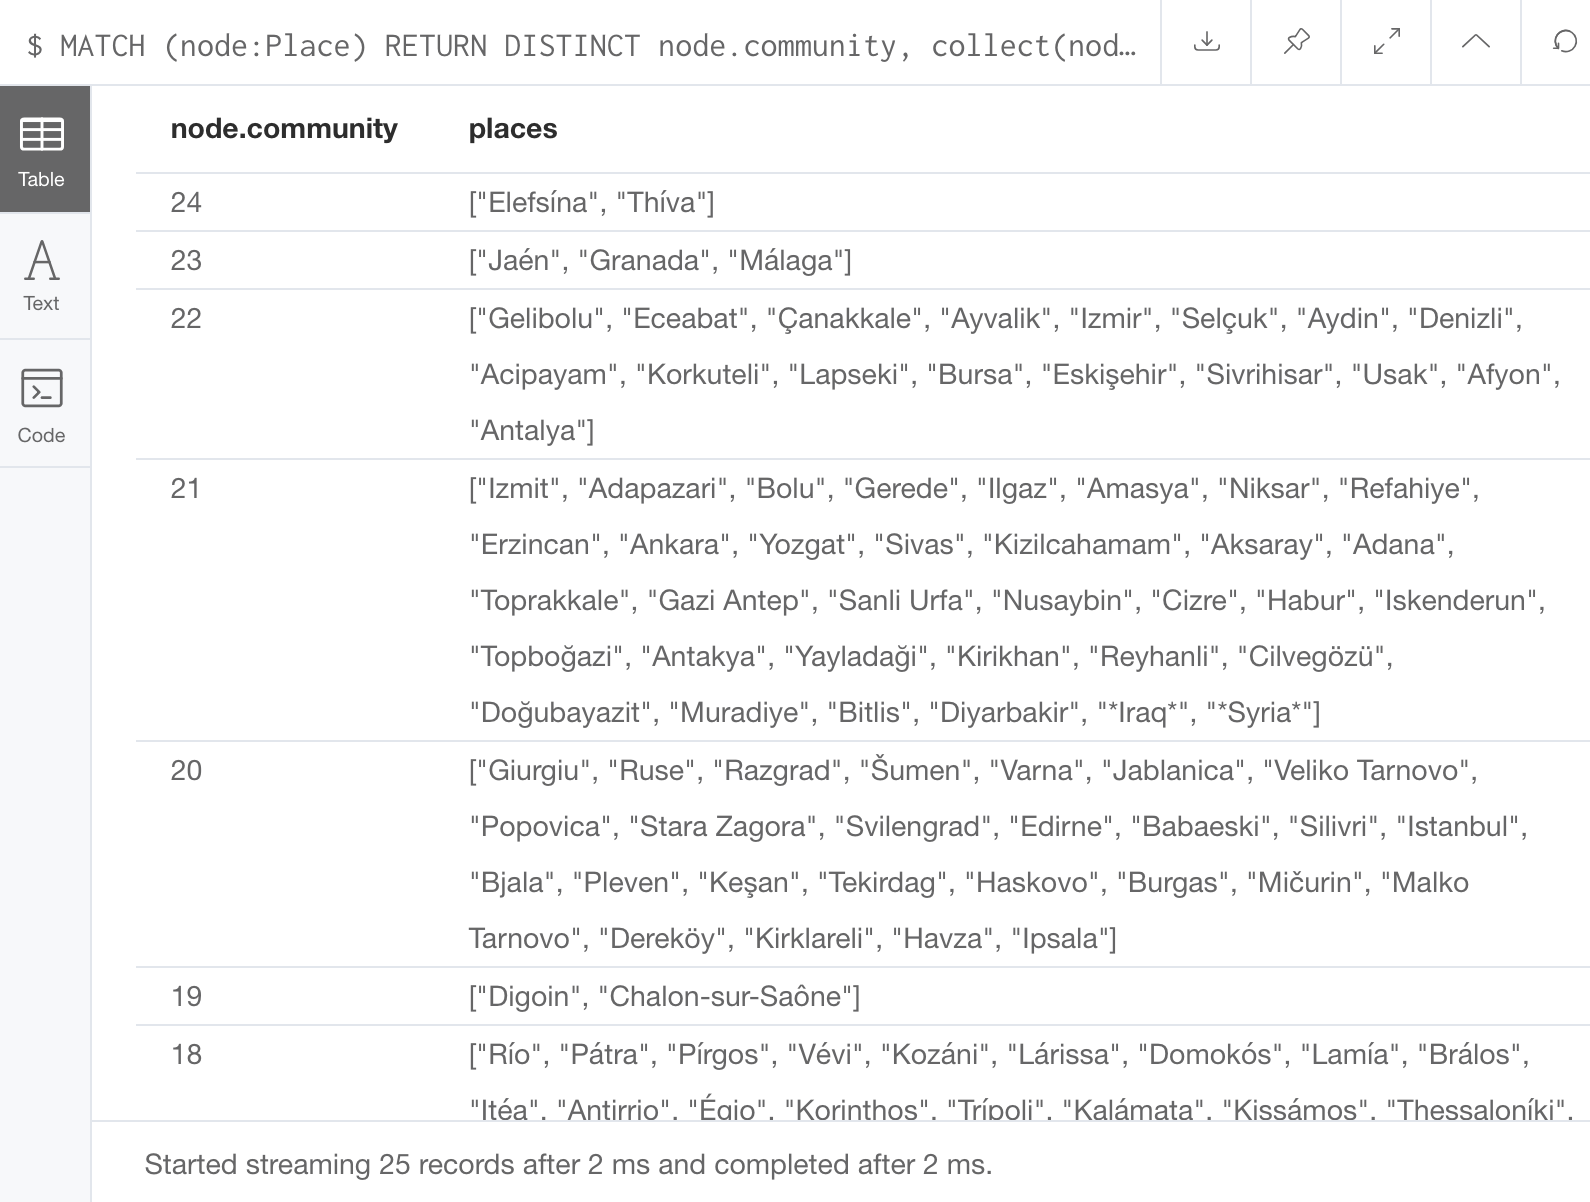 $ MATCH (node:Place) RETURN DISTINCT node.community, collect(nod…
Table
Text
Code
node.community places
24 ["Elefsína", "Thíva"]
23 ["Jaén", "Granada", "Málaga"]
22 ["Gelibolu", "Eceabat", "Çanakkale", "Ayvalik", "Izmir", "Selçuk", "Aydin", "Denizli",
"Acipayam", "Korkuteli", "Lapseki", "Bursa", "Eskişehir", "Sivrihisar", "Usak", "Afyon",
"Antalya"]
21 ["Izmit", "Adapazari", "Bolu", "Gerede", "Ilgaz", "Amasya", "Niksar", "Refahiye",
"Erzincan", "Ankara", "Yozgat", "Sivas", "Kizilcahamam", "Aksaray", "Adana",
"Toprakkale", "Gazi Antep", "Sanli Urfa", "Nusaybin", "Cizre", "Habur", "Iskenderun",
"Topboğazi", "Antakya", "Yayladaği", "Kirikhan", "Reyhanli", "Cilvegözü",
"Doğubayazit", "Muradiye", "Bitlis", "Diyarbakir", "*Iraq*", "*Syria*"]
20 ["Giurgiu", "Ruse", "Razgrad", "Šumen", "Varna", "Jablanica", "Veliko Tarnovo",
"Popovica", "Stara Zagora", "Svilengrad", "Edirne", "Babaeski", "Silivri", "Istanbul",
"Bjala", "Pleven", "Keşan", "Tekirdag", "Haskovo", "Burgas", "Mičurin", "Malko
Tarnovo", "Dereköy", "Kirklareli", "Havza", "Ipsala"]
19 ["Digoin", "Chalon-sur-Saône"]
18 ["Río", "Pátra", "Pírgos", "Vévi", "Kozáni", "Lárissa", "Domokós", "Lamía", "Brálos",
"Itéa", "Antirrio", "Égio", "Korinthos", "Trípoli", "Kalámata", "Kissámos", "Thessaloníki",
Started streaming 25 records after 2 ms and completed after 2 ms.